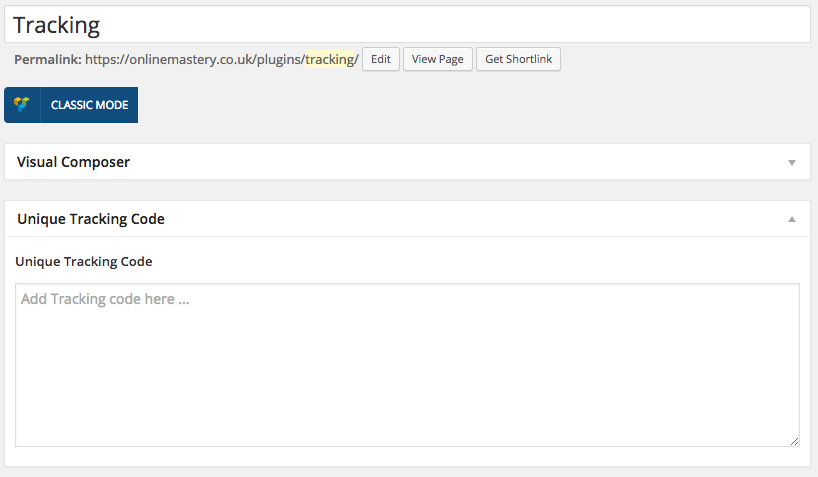 Tracking
Permalink: https://onlinemastery.co.uk/plugins/tracking/ Edit View Page Get Shortlink
CLASSIC MODE
Visual Composer
Unique Tracking Code
Unique Tracking Code
Add Tracking code here ...